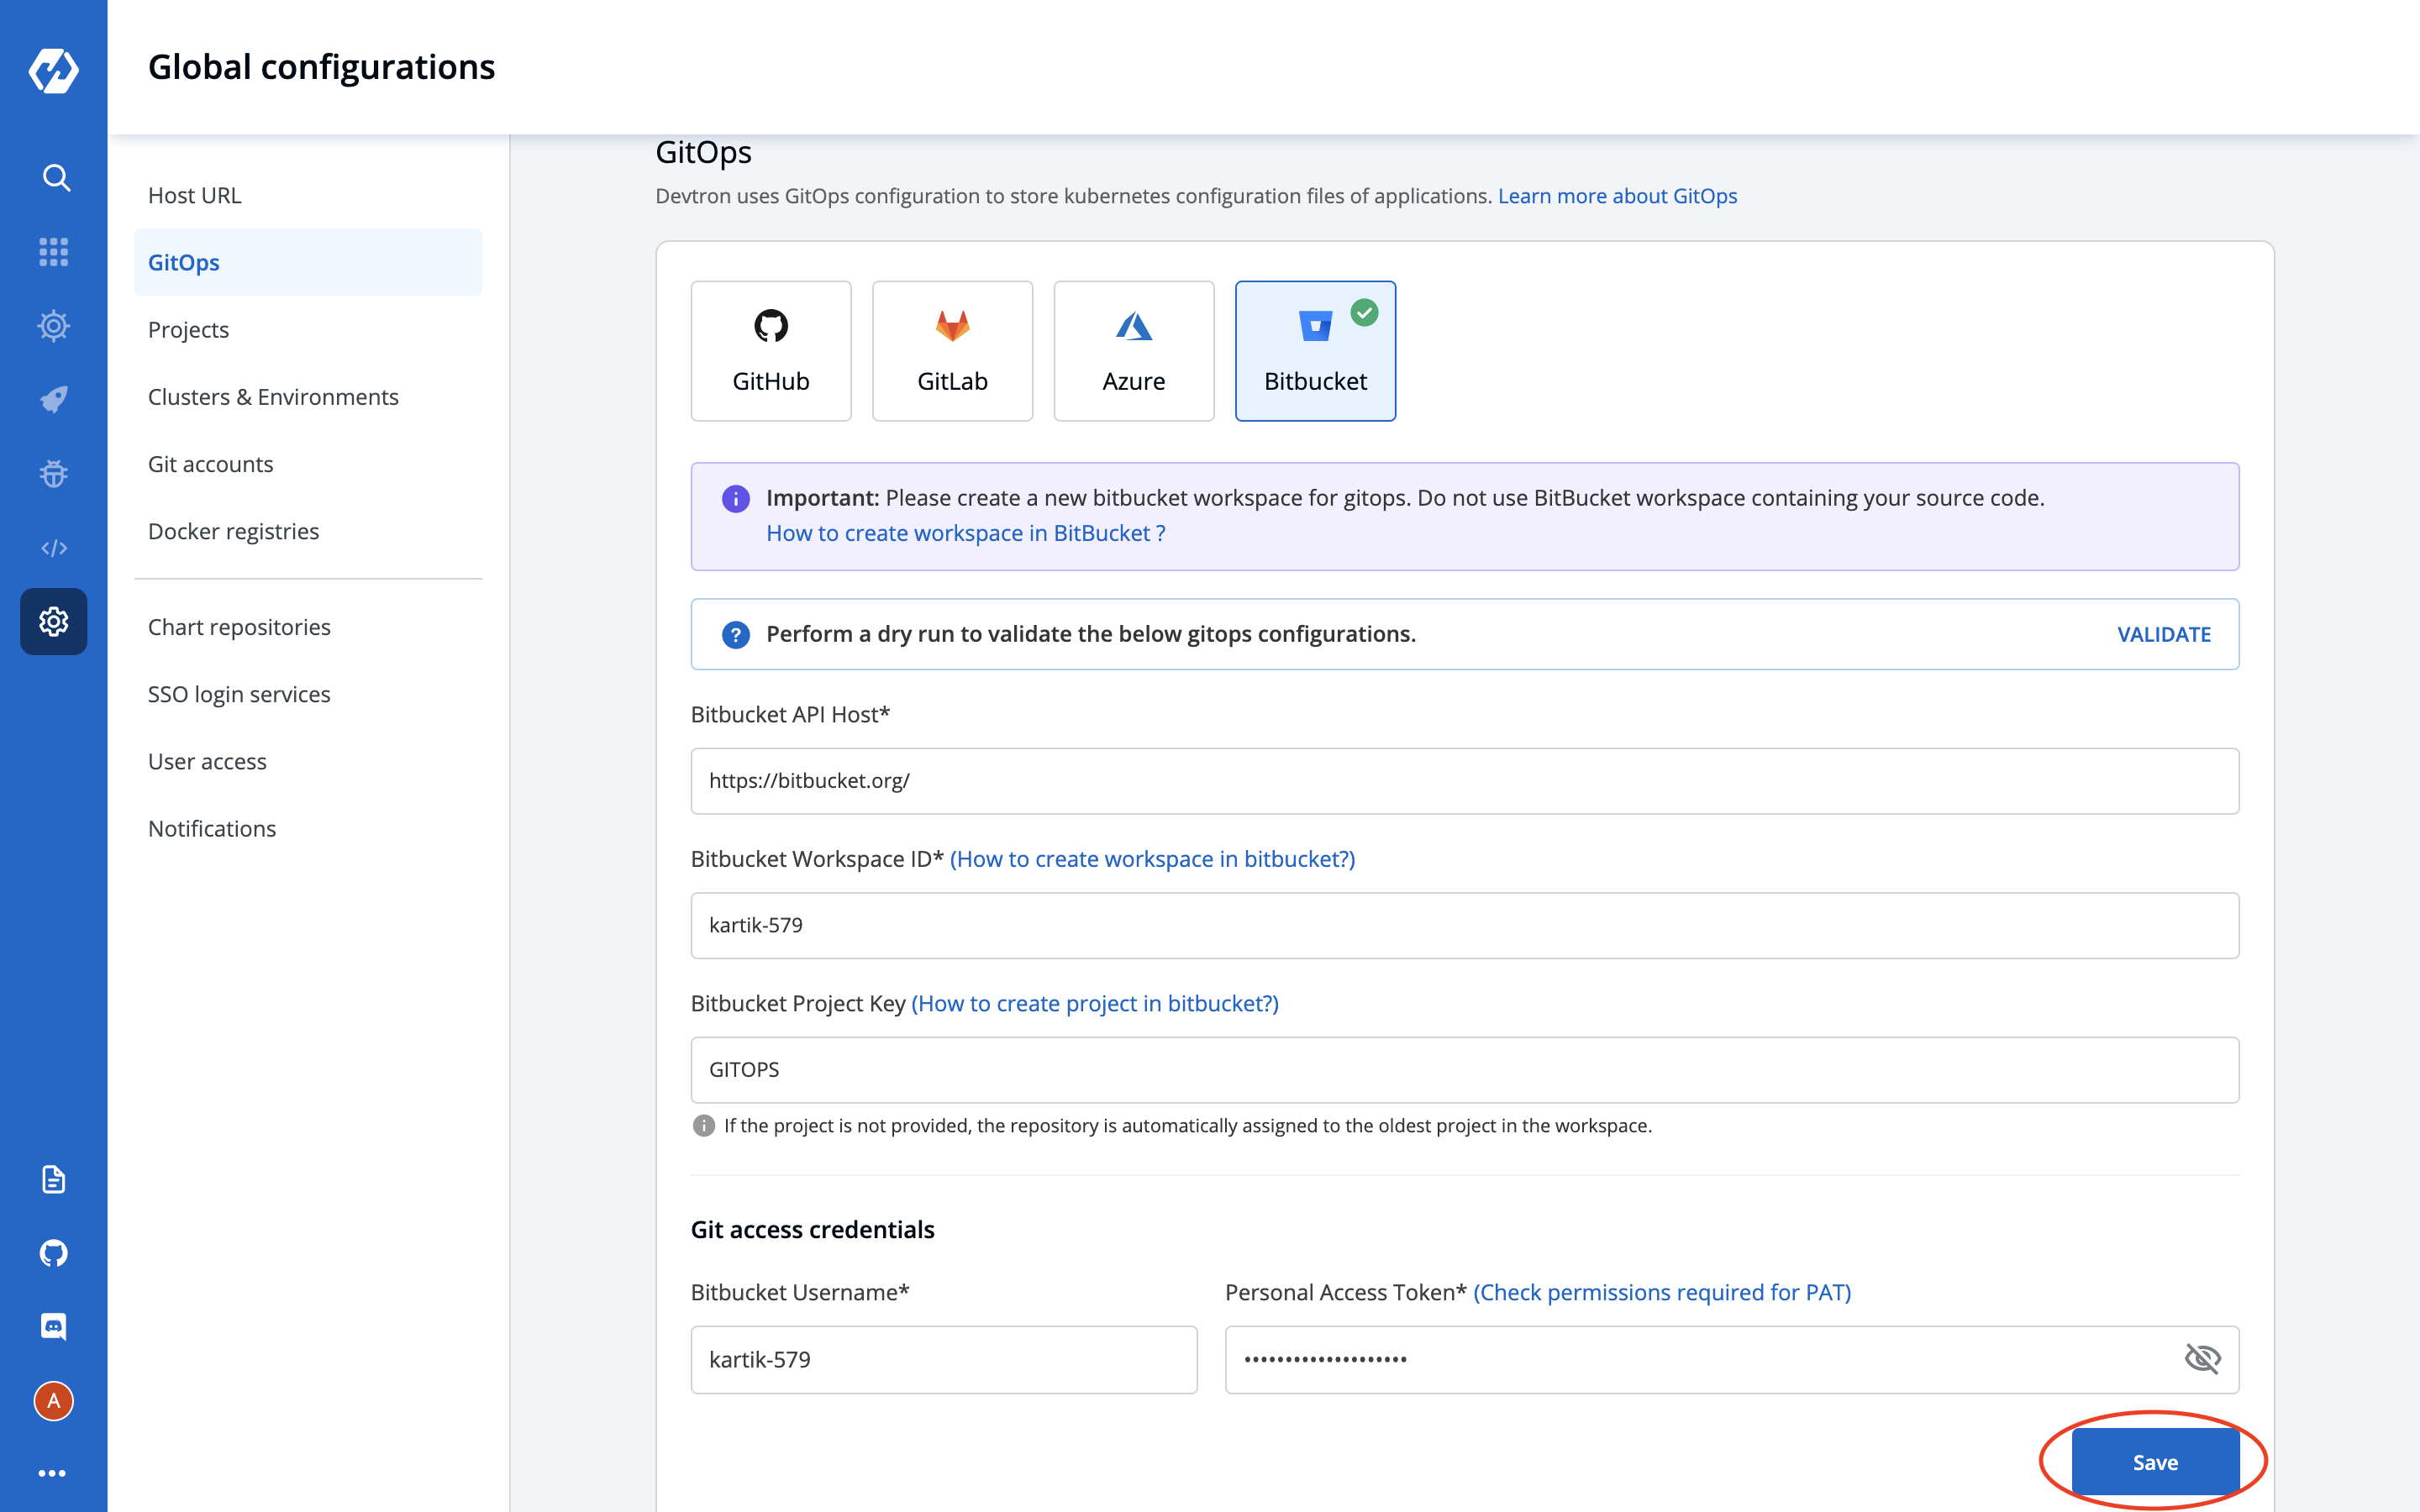 Global configurations
Host URL
GitOps
Projects
Clusters & Environments
Git accounts
Docker registries
Chart repositories
SSO login services
User access
Notifications
A
GitOps
Devtron uses GitOps configuration to store kubernetes configuration files of applications. Learn more about GitOps
GitHub
GitLab
Azure
Bitbucket
Important: Please create a new bitbucket workspace for gitops. Do not use BitBucket workspace containing your source code.
How to create workspace in BitBucket ?
Perform a dry run to validate the below gitops configurations.
VALIDATE
Bitbucket API Host*
https://bitbucket.org/
Bitbucket Workspace ID* (How to create workspace in bitbucket?)
kartik-579
Bitbucket Project Key (How to create project in bitbucket?)
GITOPS
If the project is not provided, the repository is automatically assigned to the oldest project in the workspace.
Git access credentials
Bitbucket Username*
kartik-579
Personal Access Token* (Check permissions required for PAT)
••••••••••••••••••••
Save